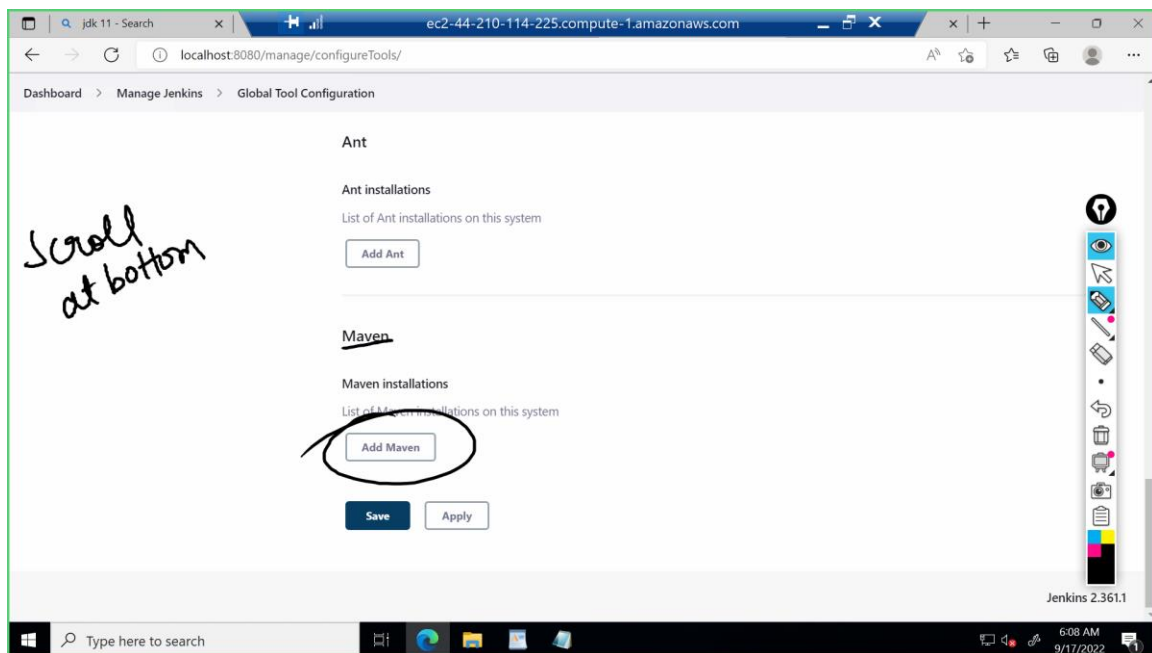 jdk 11 - Search
ec2-44-210-114-225.compute-1.amazonaws.com
localhost:8080/manage/configureTools/
Dashboard > Manage Jenkins > Global Tool Configuration
Ant
Ant installations
List of Ant installations on this system
Add Ant
Scroll
at bottom
Maven
Maven installations
List of Maven installations on this system
Add Maven
Save Apply
Jenkins 2.361.1
Type here to search
6:08 AM
9/17/2022